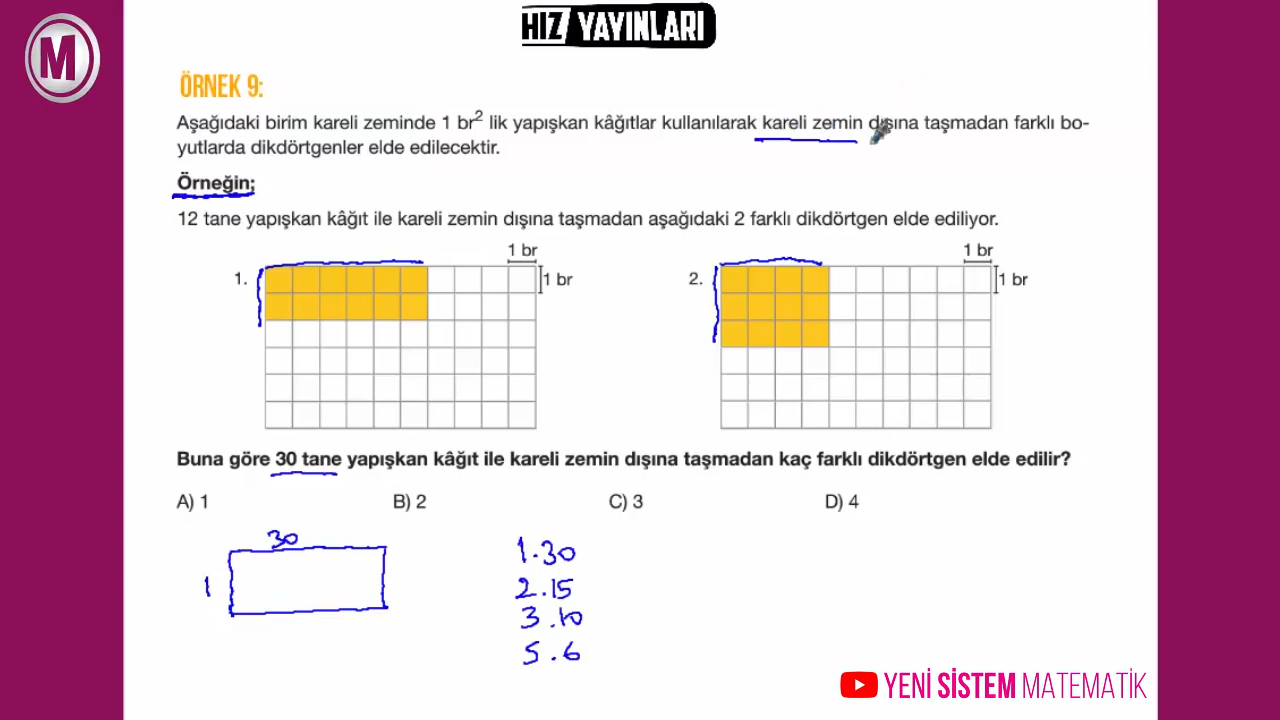 M
HIZ YAYINLARI
ÖRNEK 9:
Aşağıdaki birim kareli zeminde 1 br² lik yapışkan kâğıtlar kullanılarak kareli zemin dışına taşmadan farklı bo-
yutlarda dikdörtgenler elde edilecektir.
Örneğin;
12 tane yapışkan kâğıt ile kareli zemin dışına taşmadan aşağıdaki 2 farklı dikdörtgen elde ediliyor.
1 br 1 br
1. 1 br 2. 1 br
Buna göre 30 tane yapışkan kâğıt ile kareli zemin dışına taşmadan kaç farklı dikdörtgen elde edilir?
A) 1 B) 2 C) 3 D) 4
30
1
1.30
2.15
3.10
5.6
YENİ SİSTEM MATEMATİK